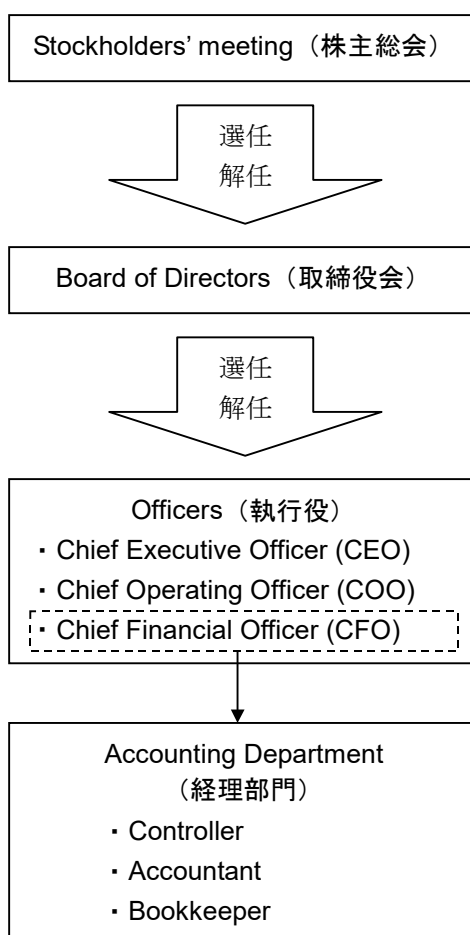 Stockholders’ meeting（株主総会）
選任
解任
Board of Directors（取締役会）
選任
解任
Officers（執行役）
・Chief Executive Officer (CEO)
・Chief Operating Officer (COO)
・Chief Financial Officer (CFO)
Accounting Department
（経理部門）
・Controller
・Accountant
・Bookkeeper